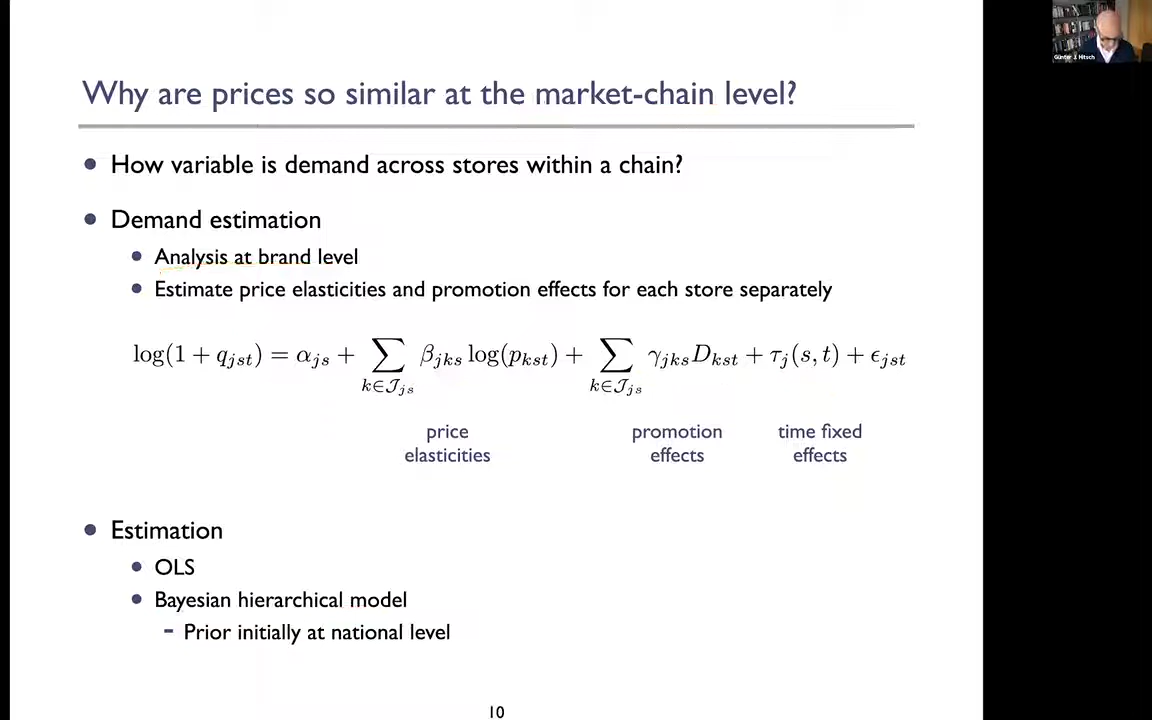 Günter J. Hitsch
Why are prices so similar at the market-chain level?
• How variable is demand across stores within a chain?
• Demand estimation
• Analysis at brand level
• Estimate price elasticities and promotion effects for each store separately
log(1 + q_{jst}) = α_{js} + ∑_{k∈𝒥_{js}} β_{jks} log(p_{kst}) + ∑_{k∈𝒥_{js}} γ_{jks} D_{kst} + τ_j(s, t) + ϵ_{jst}
price elasticities
promotion effects
time fixed effects
• Estimation
• OLS
• Bayesian hierarchical model
– Prior initially at national level
10